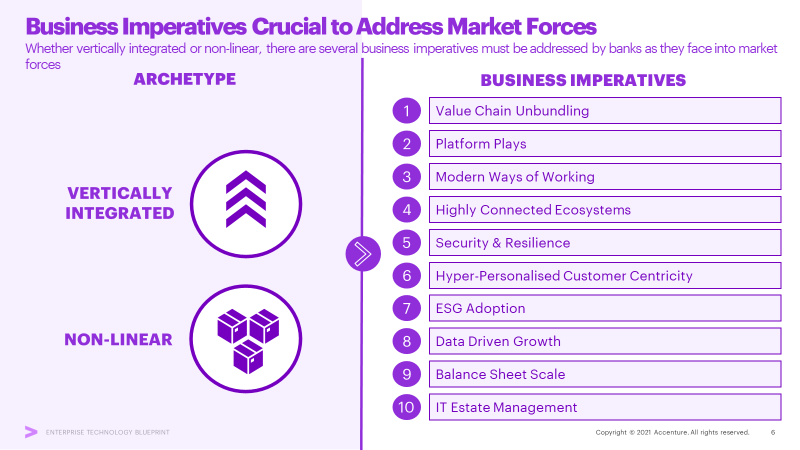 Business Imperatives Crucial to Address Market Forces
Whether vertically integrated or non-linear, there are several business imperatives must be addressed by banks as they face into market
forces
ARCHETYPE
VERTICALLY
INTEGRATED
NON-LINEAR
BUSINESS IMPERATIVES
1 Value Chain Unbundling
2 Platform Plays
3 Modern Ways of Working
4 Highly Connected Ecosystems
5 Security & Resilience
6 Hyper-Personalised Customer Centricity
7 ESG Adoption
8 Data Driven Growth
9 Balance Sheet Scale
10 IT Estate Management
ENTERPRISE TECHNOLOGY BLUEPRINT
Copyright © 2021 Accenture. All rights reserved. 6